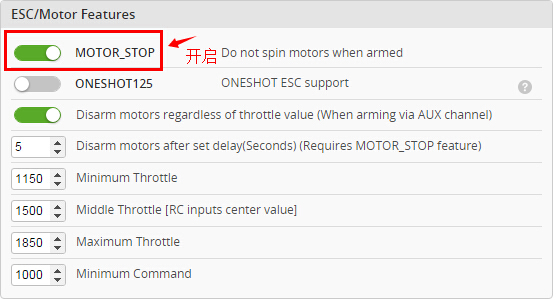 ESC/Motor Features
MOTOR_STOP 开启 Do not spin motors when armed
ONESHOT125 ONESHOT ESC support ?
Disarm motors regardless of throttle value (When arming via AUX channel)
5 Disarm motors after set delay(Seconds) (Requires MOTOR_STOP feature)
1150 Minimum Throttle
1500 Middle Throttle [RC inputs center value]
1850 Maximum Throttle
1000 Minimum Command